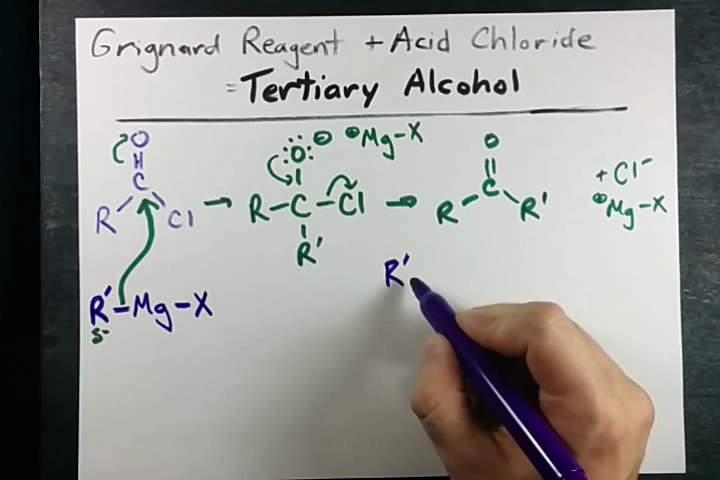 Grignard Reagent + Acid Chloride
= Tertiary Alcohol
O
C
R Cl
R'-Mg-X
δ-
:Ö:⊖ ⊕Mg-X
R-C-Cl
R'
→
O
C
R R'
→
+ Cl⁻
⊕Mg-X
R'